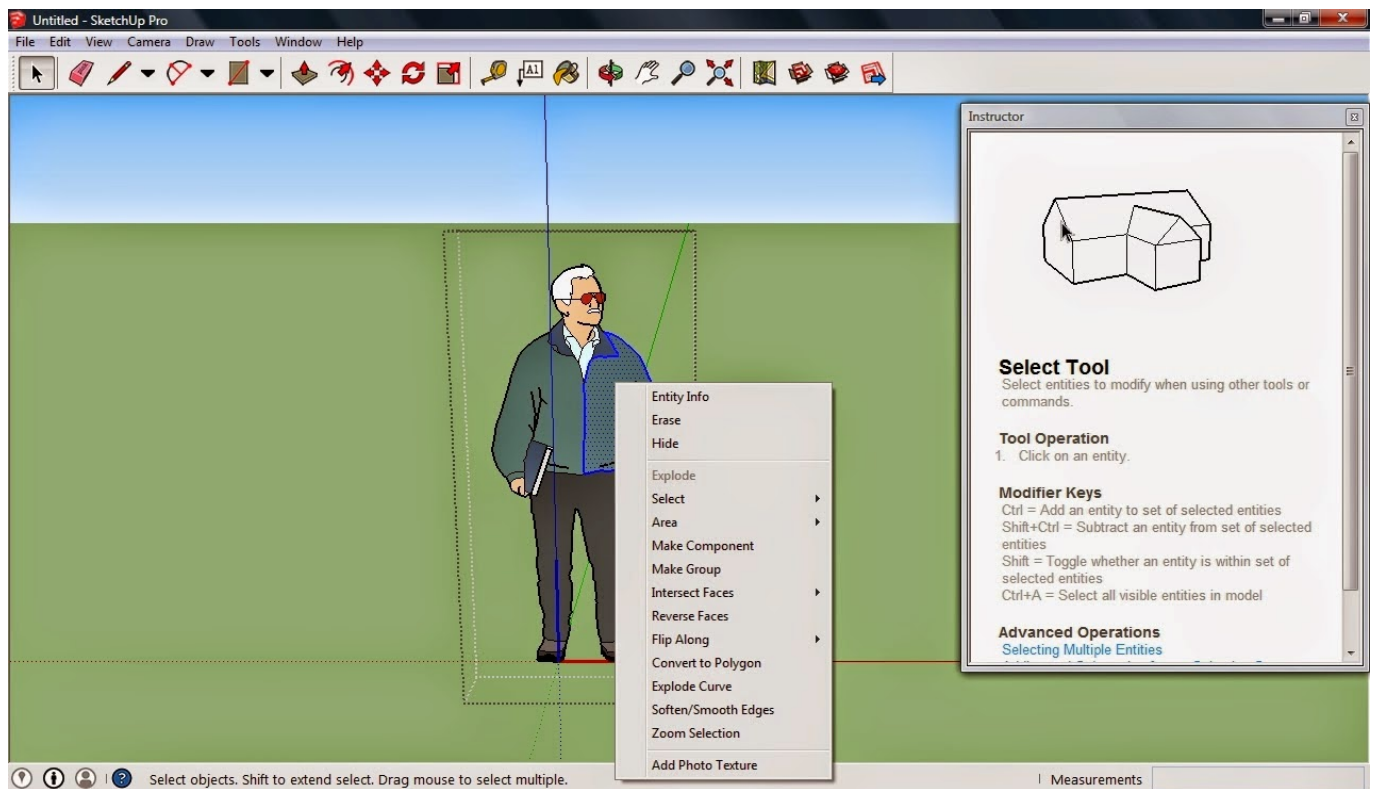 Untitled - SketchUp Pro
File Edit View Camera Draw Tools Window Help
A1
Instructor
Select Tool
Select entities to modify when using other tools or
commands.
Tool Operation
1. Click on an entity.
Modifier Keys
Ctrl = Add an entity to set of selected entities
Shift+Ctrl = Subtract an entity from set of selected
entities
Shift = Toggle whether an entity is within set of
selected entities
Ctrl+A = Select all visible entities in model
Advanced Operations
Selecting Multiple Entities
Entity Info
Erase
Hide
Explode
Select
Area
Make Component
Make Group
Intersect Faces
Reverse Faces
Flip Along
Convert to Polygon
Explode Curve
Soften/Smooth Edges
Zoom Selection
Add Photo Texture
Select objects. Shift to extend select. Drag mouse to select multiple.
Measurements